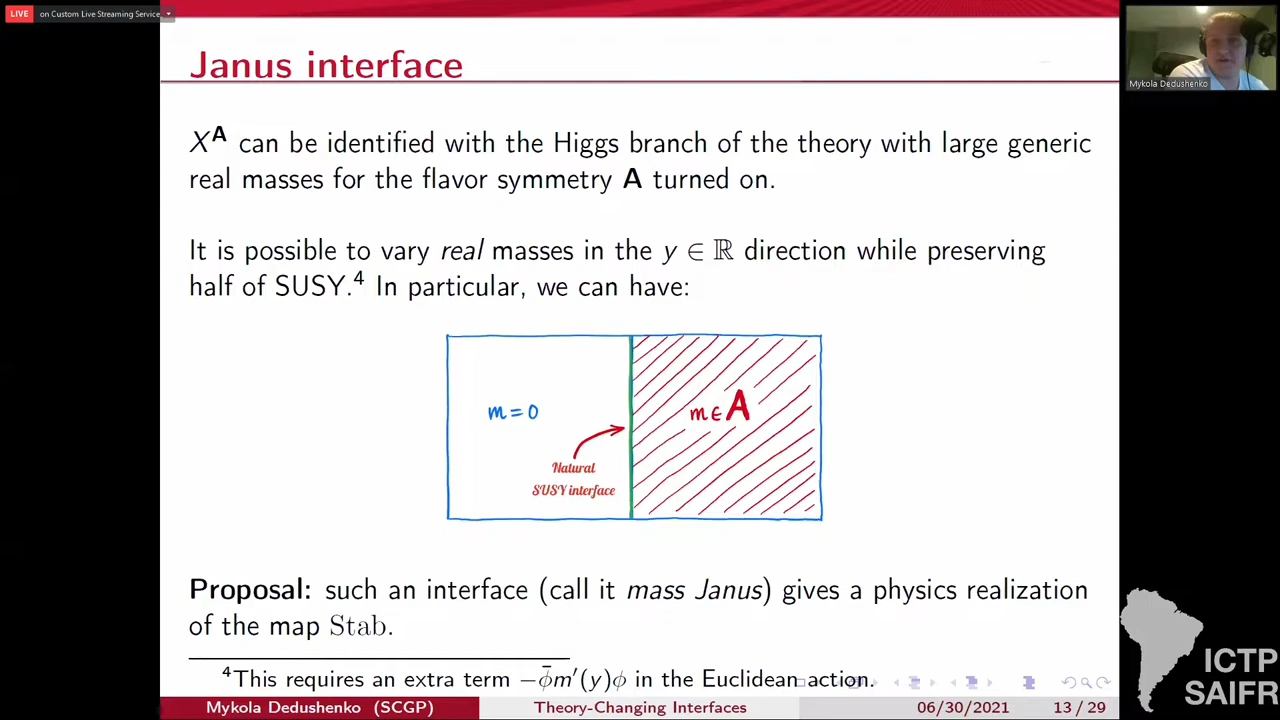 LIVE on Custom Live Streaming Service
Janus interface
Mykola Dedushenko
X^A can be identified with the Higgs branch of the theory with large generic
real masses for the flavor symmetry A turned on.
It is possible to vary real masses in the y ∈ ℝ direction while preserving
half of SUSY.⁴ In particular, we can have:
m = 0
m ∈ A
Natural
SUSY interface
Proposal: such an interface (call it mass Janus) gives a physics realization
of the map Stab.
⁴This requires an extra term −ϕ̄m′(y)ϕ in the Euclidean action.
ICTP
SAIFR
Mykola Dedushenko (SCGP) Theory-Changing Interfaces 06/30/2021 13 / 29